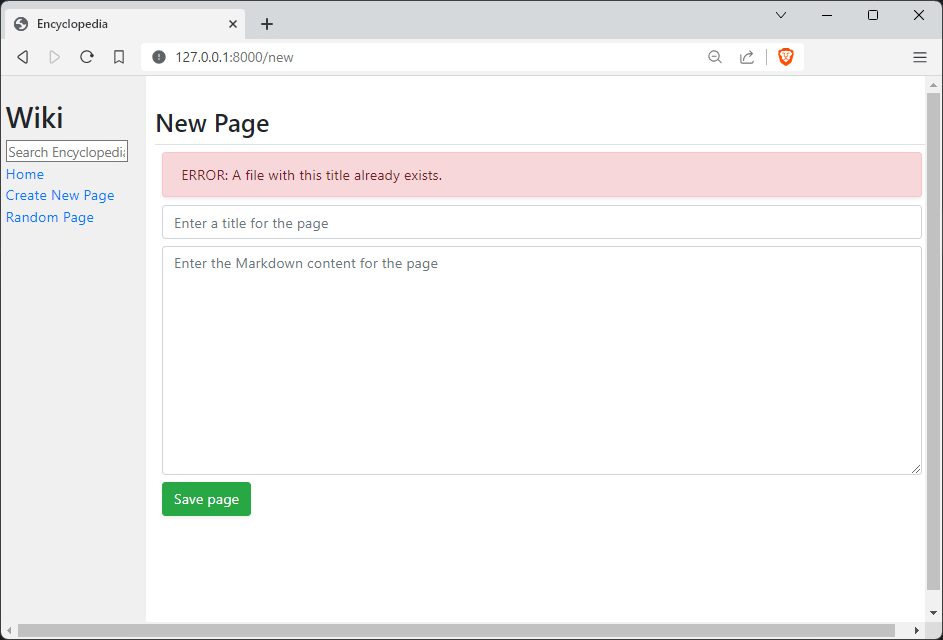 Encyclopedia
127.0.0.1:8000/new
Wiki
Search Encyclopedia
Home
Create New Page
Random Page
New Page
ERROR: A file with this title already exists.
Enter a title for the page
Enter the Markdown content for the page
Save page